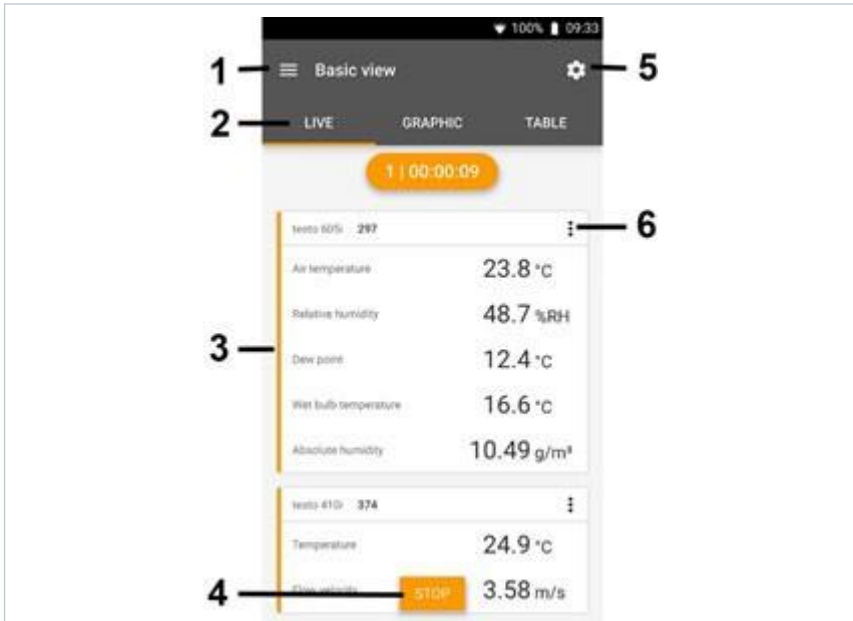 100% 09:33
1 Basic view 5
2 LIVE GRAPHIC TABLE
1 | 00:00:09
testo 605i 297 6
Air temperature 23.8 °C
Relative humidity 48.7 %RH
3 Dew point 12.4 °C
Wet bulb temperature 16.6 °C
Absolute humidity 10.49 g/m³
testo 410i 374
Temperature 24.9 °C
4 Flow velocity STOP 3.58 m/s